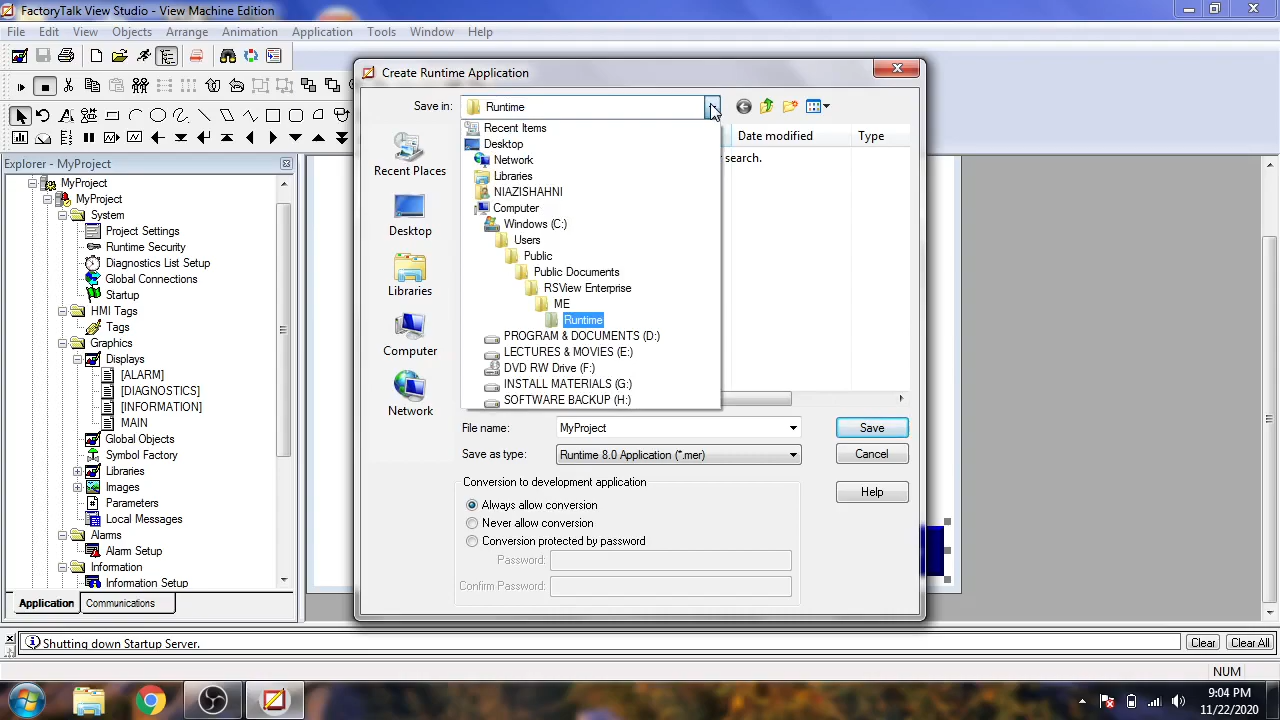 FactoryTalk View Studio - View Machine Edition
File Edit View Objects Arrange Animation Application Tools Window Help
Explorer - MyProject
MyProject
MyProject
System
Project Settings
Runtime Security
Diagnostics List Setup
Global Connections
Startup
HMI Tags
Tags
Graphics
Displays
[ALARM]
[DIAGNOSTICS]
[INFORMATION]
MAIN
Global Objects
Symbol Factory
Libraries
Images
Parameters
Local Messages
Alarms
Alarm Setup
Information
Information Setup
Application Communications
Create Runtime Application
Save in: Runtime
Recent Places
Desktop
Libraries
Computer
Network
Date modified Type
search.
Recent Items
Desktop
Network
Libraries
NIAZISHAHNI
Computer
Windows (C:)
Users
Public
Public Documents
RSView Enterprise
ME
Runtime
PROGRAM & DOCUMENTS (D:)
LECTURES & MOVIES (E:)
DVD RW Drive (F:)
INSTALL MATERIALS (G:)
SOFTWARE BACKUP (H:)
File name: MyProject Save
Save as type: Runtime 8.0 Application (*.mer) Cancel
Conversion to development application
Help
Always allow conversion
Never allow conversion
Conversion protected by password
Password:
Confirm Password:
Shutting down Startup Server. Clear Clear All
NUM
9:04 PM
11/22/2020